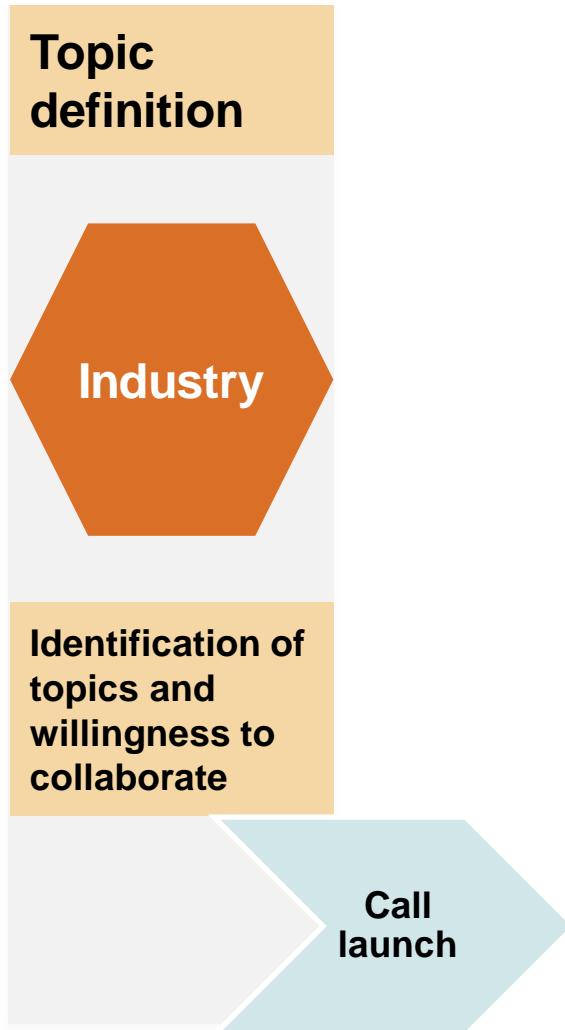 Topic
definition
Industry
Identification of
topics and
willingness to
collaborate
Call
launch